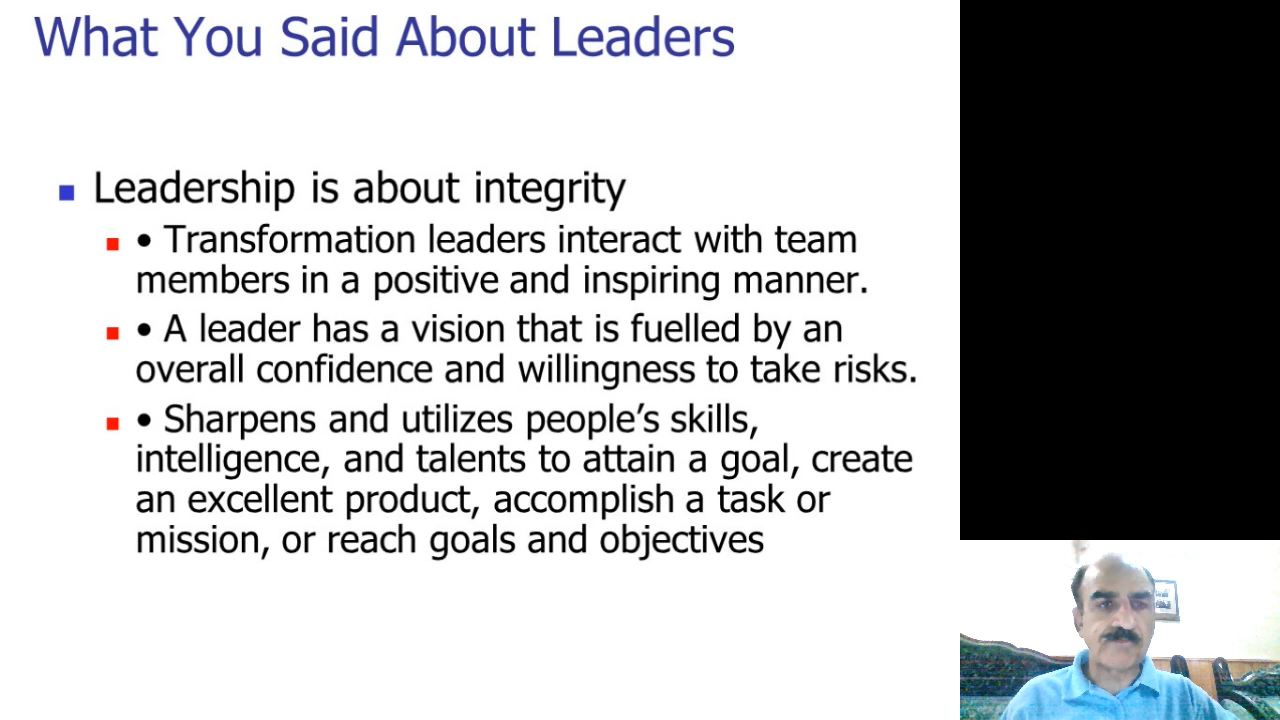 What You Said About Leaders
Leadership is about integrity
• Transformation leaders interact with team
members in a positive and inspiring manner.
• A leader has a vision that is fuelled by an
overall confidence and willingness to take risks.
• Sharpens and utilizes people’s skills,
intelligence, and talents to attain a goal, create
an excellent product, accomplish a task or
mission, or reach goals and objectives